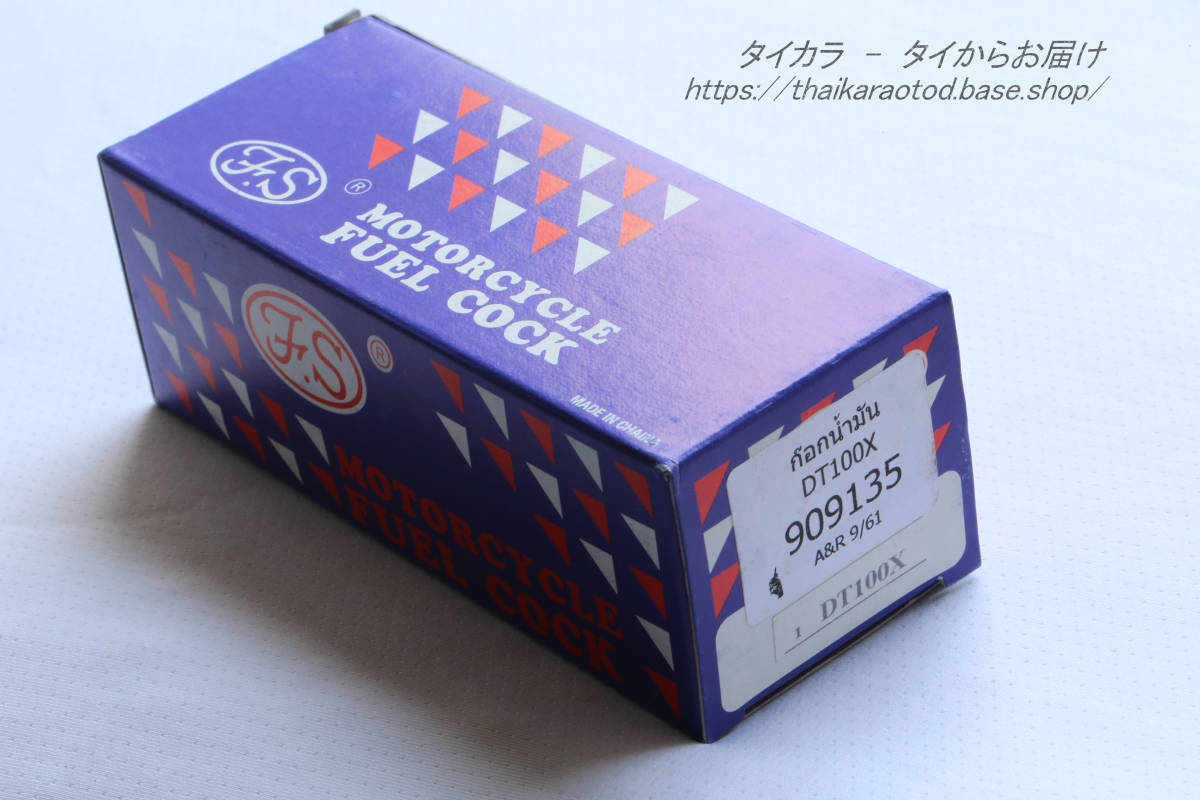 タイカラ － タイからお届け
https://thaikaraotod.base.shop/
F.S
®
MOTORCYCLE
FUEL COCK
MADE IN
F.S
®
MOTORCYCLE
FUEL COCK
ก๊อกน้ำมัน
DT100X
909135
A&R 9/61
1 DT100X